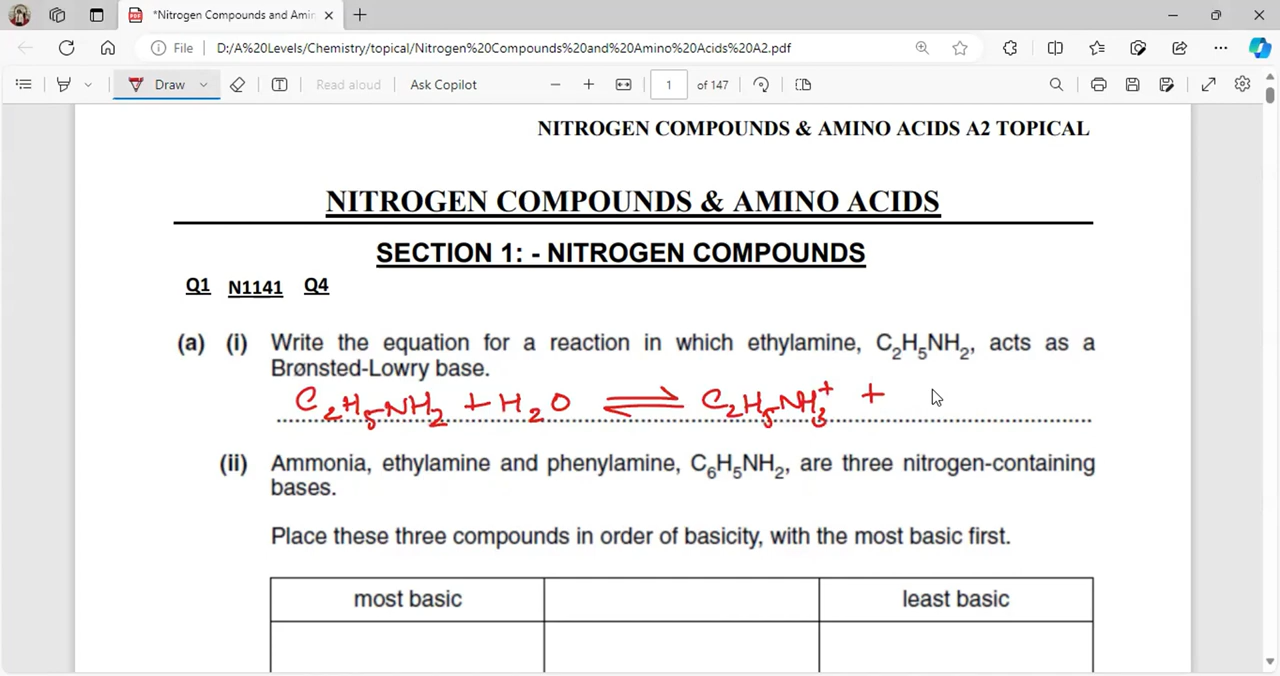 *Nitrogen Compounds and Amin
File D:/A%20Levels/Chemistry/topical/Nitrogen%20Compounds%20and%20Amino%20Acids%20A2.pdf
Draw Read aloud Ask Copilot 1 of 147
NITROGEN COMPOUNDS & AMINO ACIDS A2 TOPICAL
NITROGEN COMPOUNDS & AMINO ACIDS
SECTION 1: - NITROGEN COMPOUNDS
Q1 N1141 Q4
(a) (i) Write the equation for a reaction in which ethylamine, C₂H₅NH₂, acts as a
Brønsted-Lowry base.
C₂H₅NH₂ + H₂O ⇌ C₂H₅NH₃⁺ +
(ii) Ammonia, ethylamine and phenylamine, C₆H₅NH₂, are three nitrogen-containing
bases.
Place these three compounds in order of basicity, with the most basic first.
most basic least basic